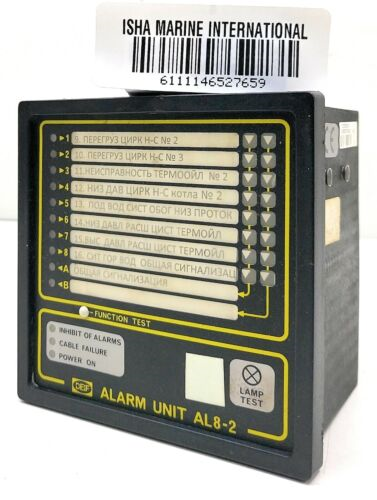 ISHA MARINE INTERNATIONAL
6111146527659
1 9. ПЕРЕГРУЗ ЦИРК Н-С № 2
2 10. ПЕРЕГРУЗ ЦИРК Н-С № 3
3 11.НЕИСПРАВНОСТЬ ТЕРМООЙЛ № 2
4 12. НИЗ ДАВ ЦИРК Н-С котла № 2
5 13. ПОД ВОД СИСТ ОБОГ НИЗ ПРОТОК
6 14.НИЗ ДАВЛ РАСШ ЦИСТ ТЕРМОЙЛ
7 15.ВЫС ДАВЛ РАСШ ЦИСТ ТЕРМОЙЛ
8 16. СИТ ГОР ВОД ОБЩАЯ СИГНАЛИЗАЦ
A ОБЩАЯ СИГНАЛИЗАЦИЯ
B
FUNCTION TEST
INHIBIT OF ALARMS
CABLE FAILURE
POWER ON
LAMP
TEST
DEIF ALARM UNIT AL8-2